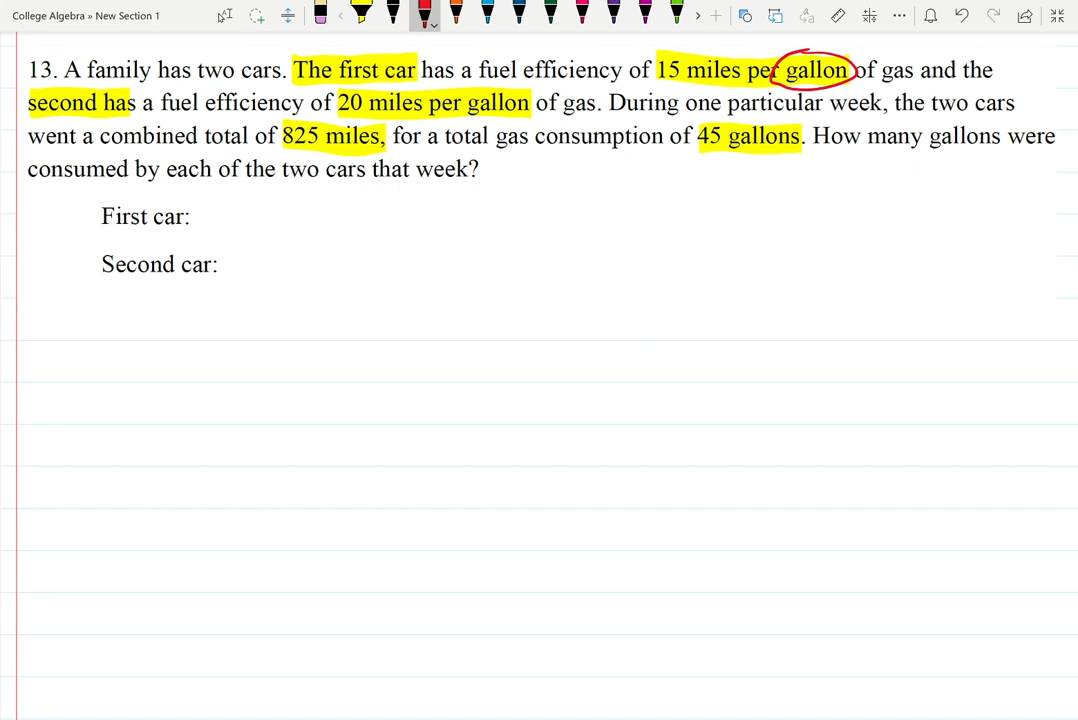 College Algebra » New Section 1
13. A family has two cars. The first car has a fuel efficiency of 15 miles per gallon of gas and the
second has a fuel efficiency of 20 miles per gallon of gas. During one particular week, the two cars
went a combined total of 825 miles, for a total gas consumption of 45 gallons. How many gallons were
consumed by each of the two cars that week?
First car:
Second car: